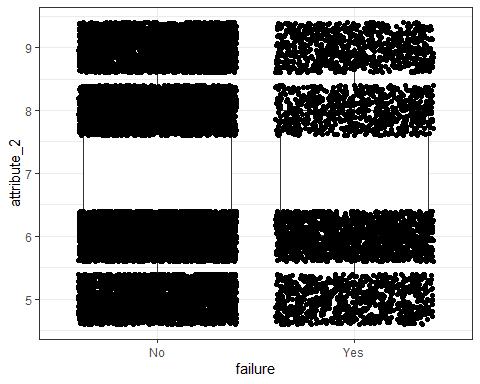 attribute_2
9
8
7
6
5
No
Yes
failure